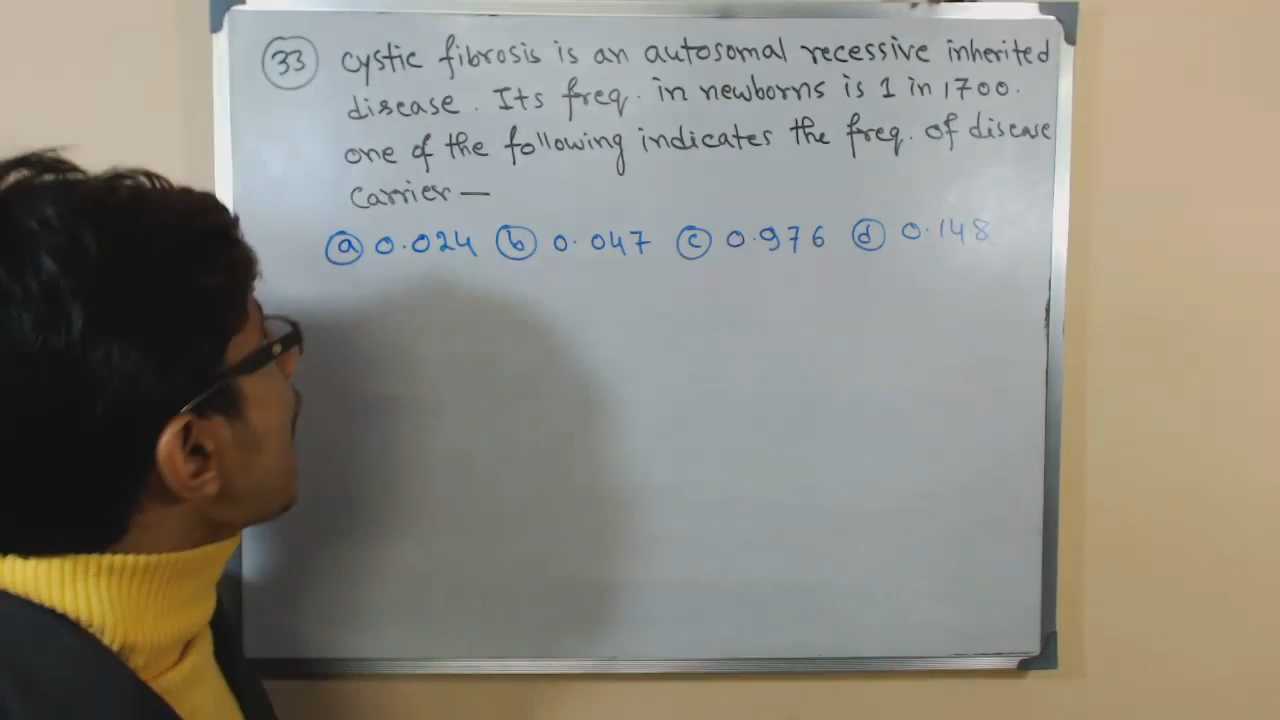 33 cystic fibrosis is an autosomal recessive inherited
disease. Its freq. in newborns is 1 in 1700.
one of the following indicates the freq. of disease
carrier —
a 0.024 b 0.047 c 0.976 d 0.148